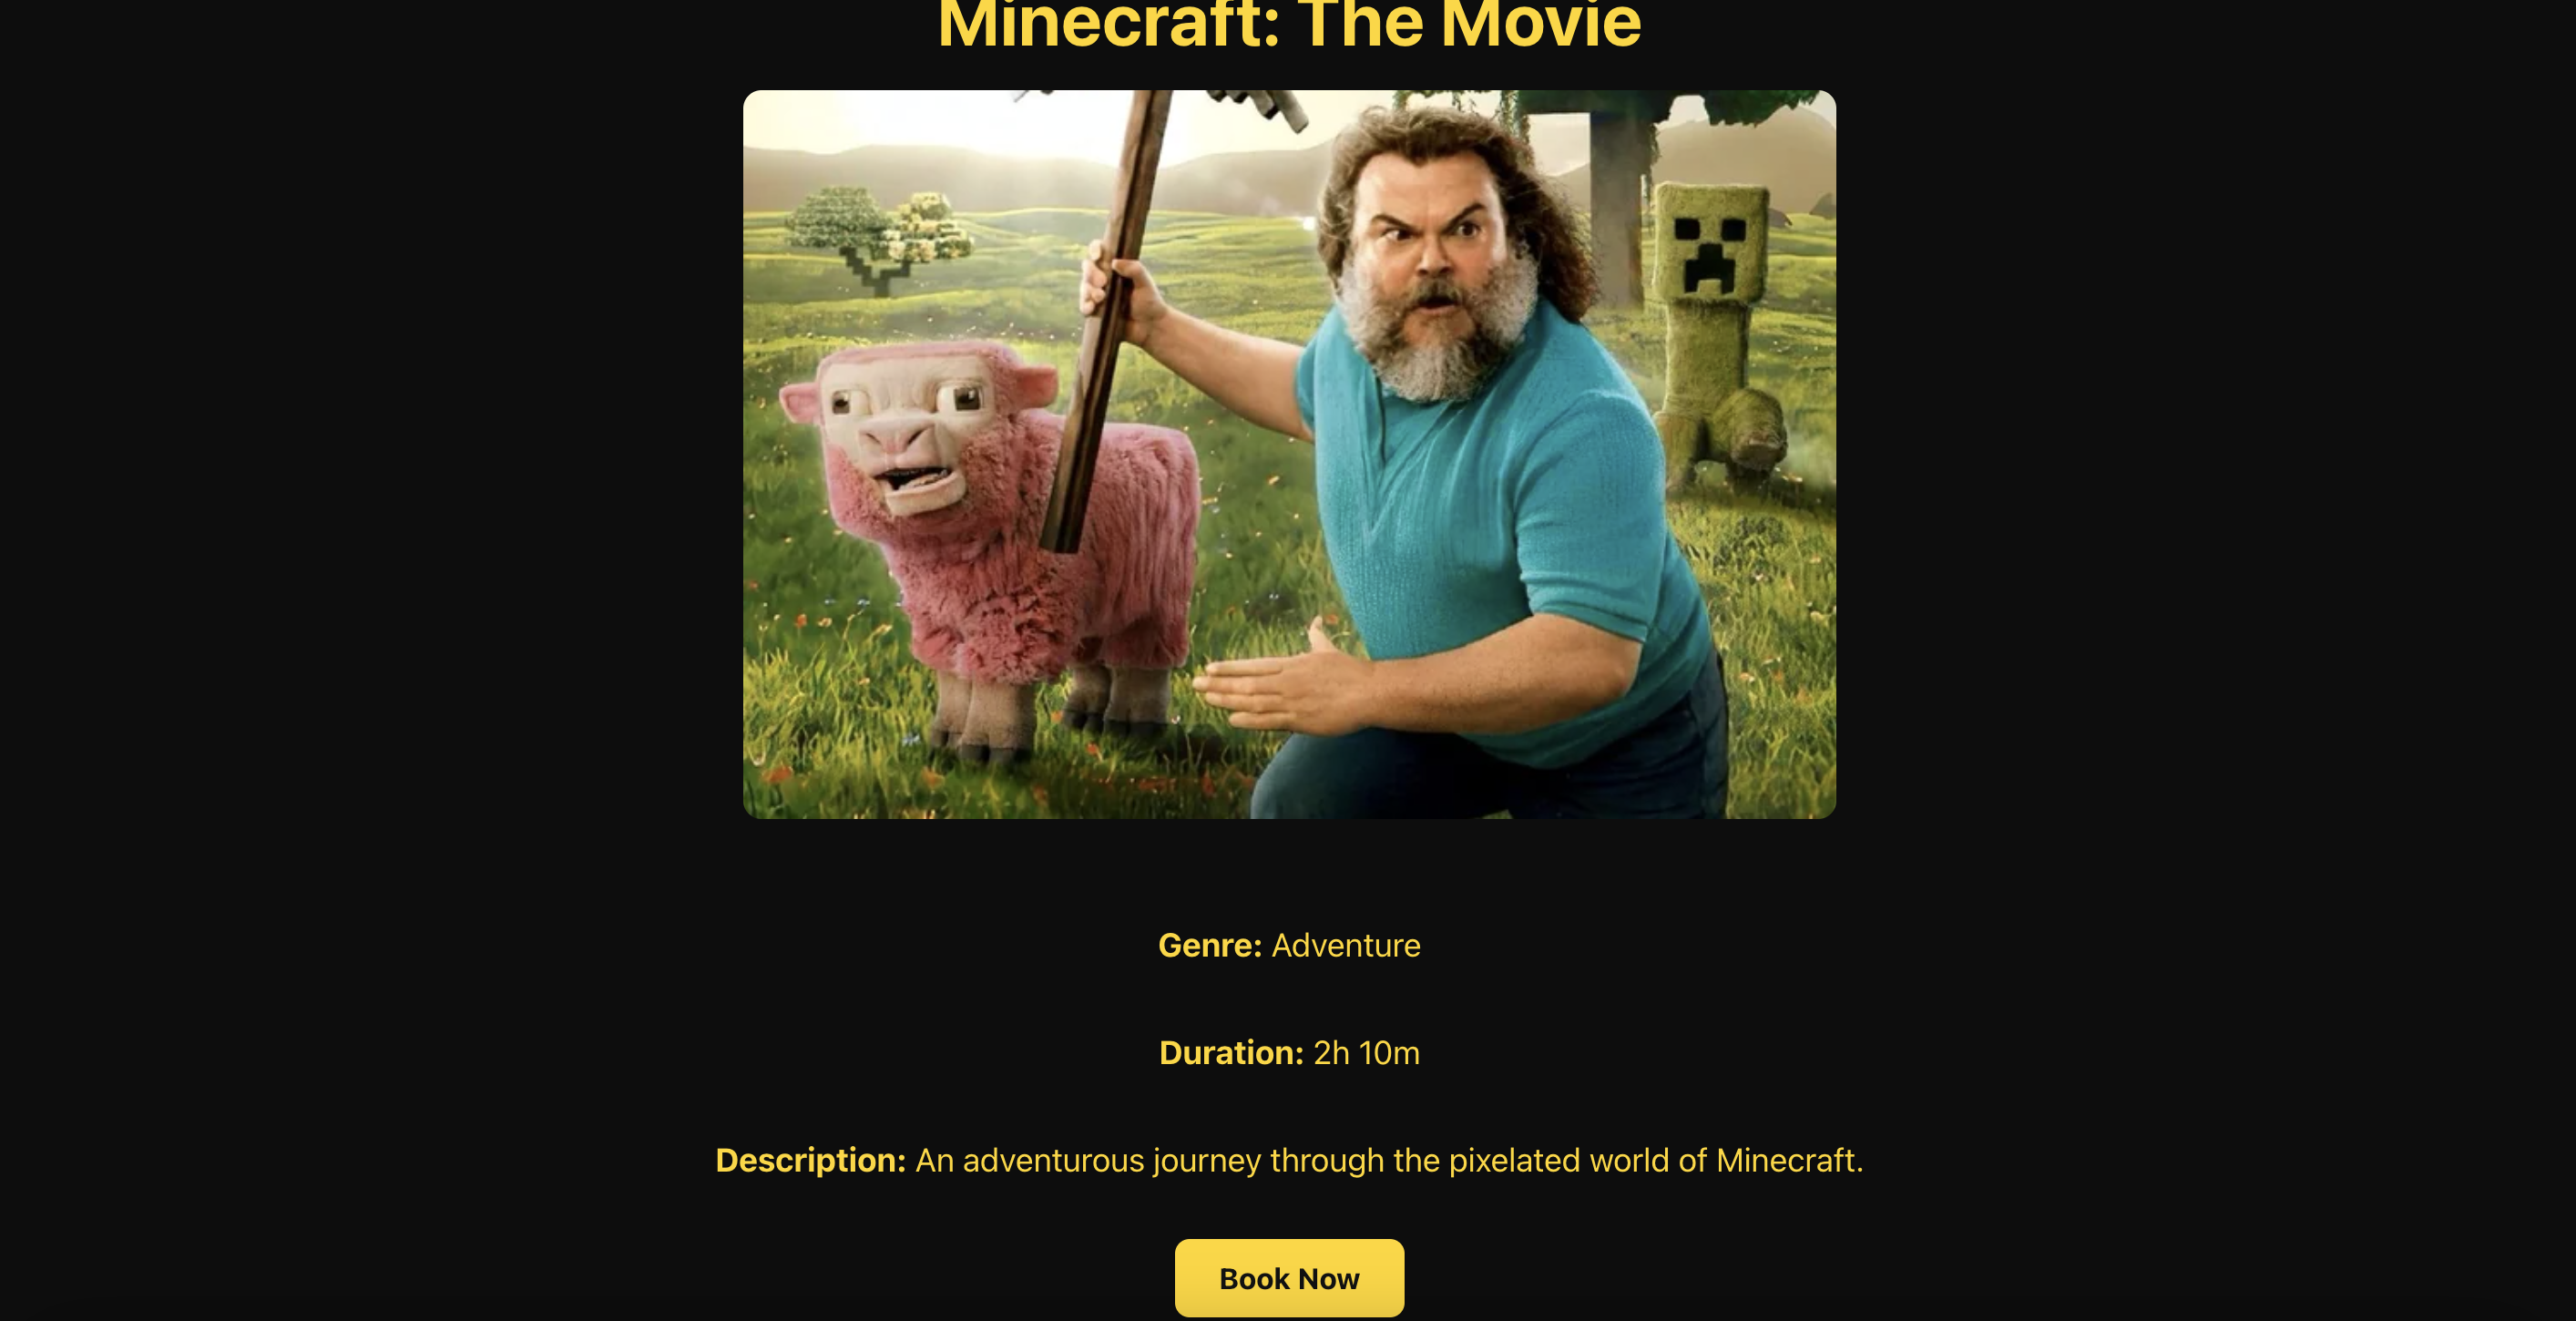 Minecraft: The Movie
Genre: Adventure
Duration: 2h 10m
Description: An adventurous journey through the pixelated world of Minecraft.
Book Now